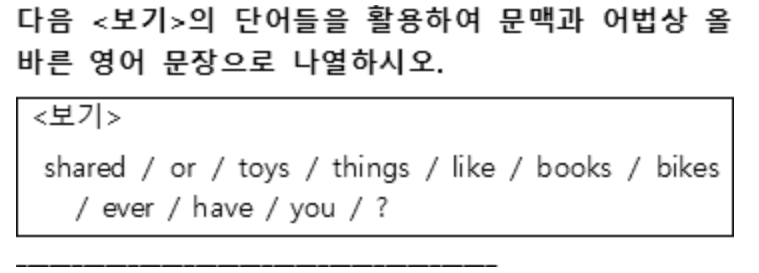 다음 <보기>의 단어들을 활용하여 문맥과 어법상 올
바른 영어 문장으로 나열하시오.
<보기>
shared / or / toys / things / like / books / bikes
/ ever / have / you / ?